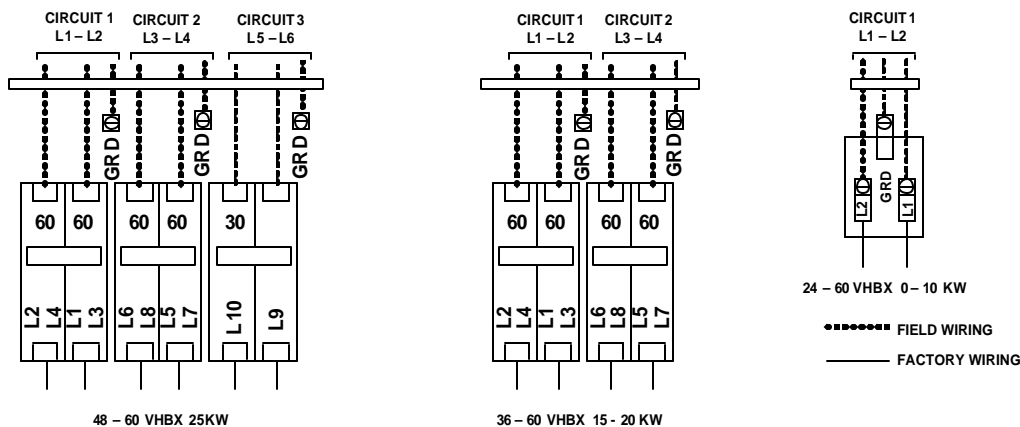 CIRCUIT 1
L1 – L2
CIRCUIT 2
L3 – L4
CIRCUIT 3
L5 – L6
GRD
GRD
GRD
60
60
60
60
30
L2
L4
L1
L3
L6
L8
L5
L7
L10
L9
48 – 60 VHBX 25KW
CIRCUIT 1
L1 – L2
CIRCUIT 2
L3 – L4
GRD
GRD
60
60
60
60
L2
L4
L1
L3
L6
L8
L5
L7
36 – 60 VHBX 15 - 20 KW
CIRCUIT 1
L1 – L2
L2
GRD
L1
24 – 60 VHBX 0 – 10 KW
FIELD WIRING
FACTORY WIRING